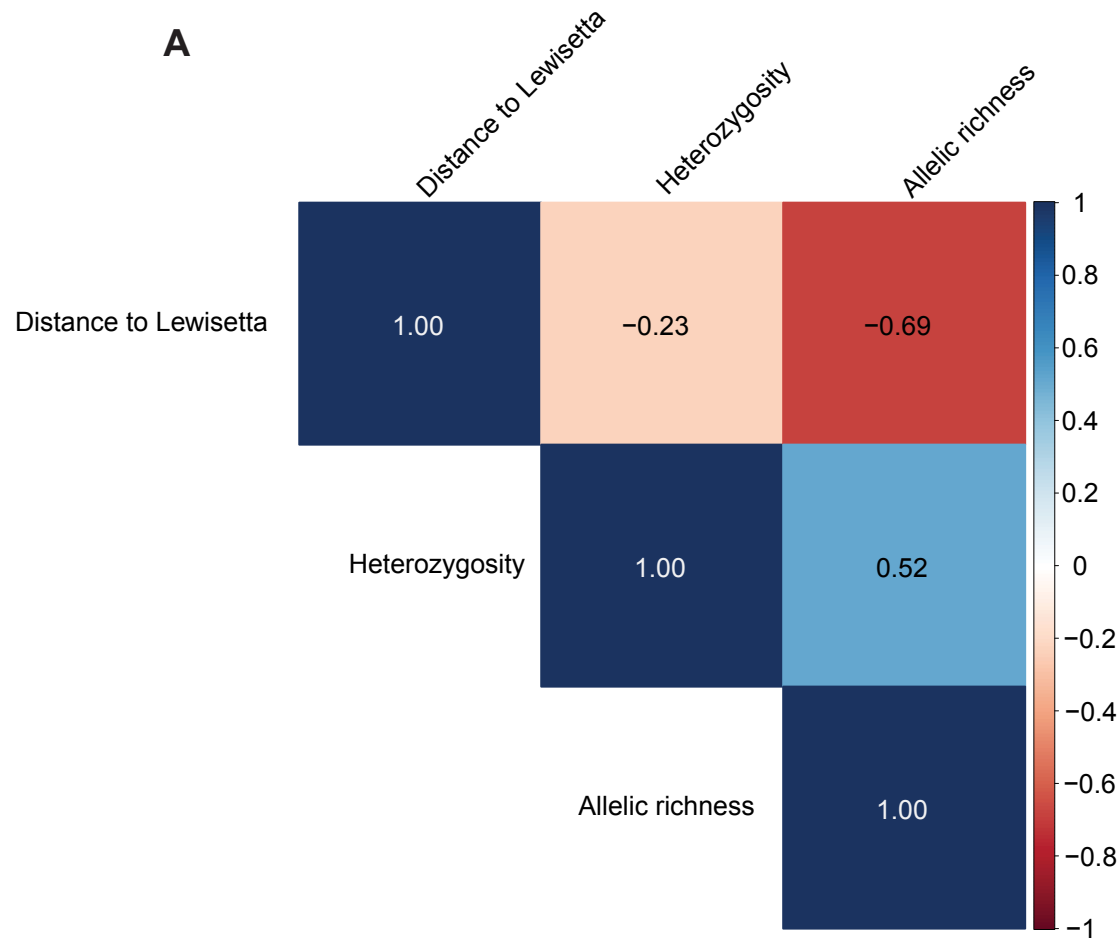 A
Distance to Lewisetta
Heterozygosity
Allelic richness
Distance to Lewisetta
1.00
−0.23
−0.69
Heterozygosity
1.00
0.52
Allelic richness
1.00
1
0.8
0.6
0.4
0.2
0
−0.2
−0.4
−0.6
−0.8
−1